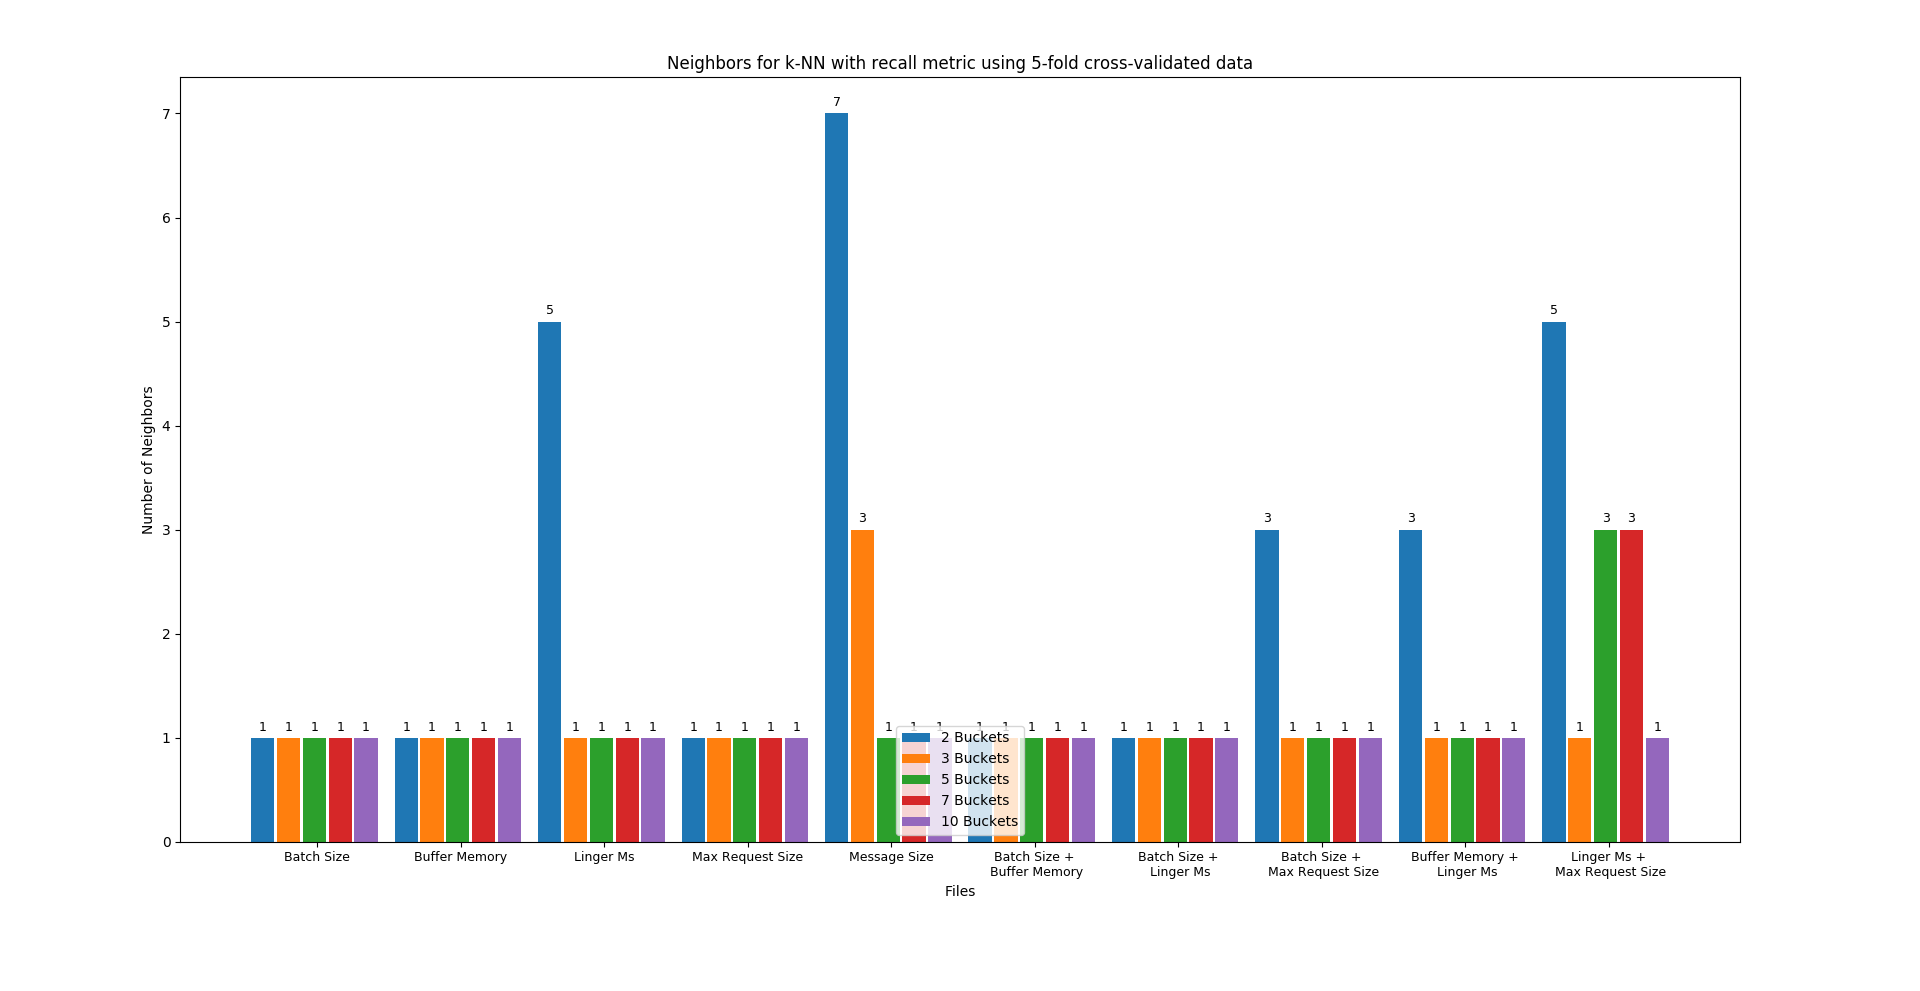 Neighbors for k-NN with recall metric using 5-fold cross-validated data
7
6
5
4
3
2
1
0
Number of Neighbors
1 1 1 1 1
1 1 1 1 1
5 1 1 1 1
1 1 1 1 1
7 3 1 1 1
1 1 1 1 1
1 1 1 1 1
3 1 1 1 1
3 1 1 1 1
5 1 3 3 1
2 Buckets
3 Buckets
5 Buckets
7 Buckets
10 Buckets
Batch Size
Buffer Memory
Linger Ms
Max Request Size
Message Size
Batch Size +
Buffer Memory
Batch Size +
Linger Ms
Batch Size +
Max Request Size
Buffer Memory +
Linger Ms
Linger Ms +
Max Request Size
Files